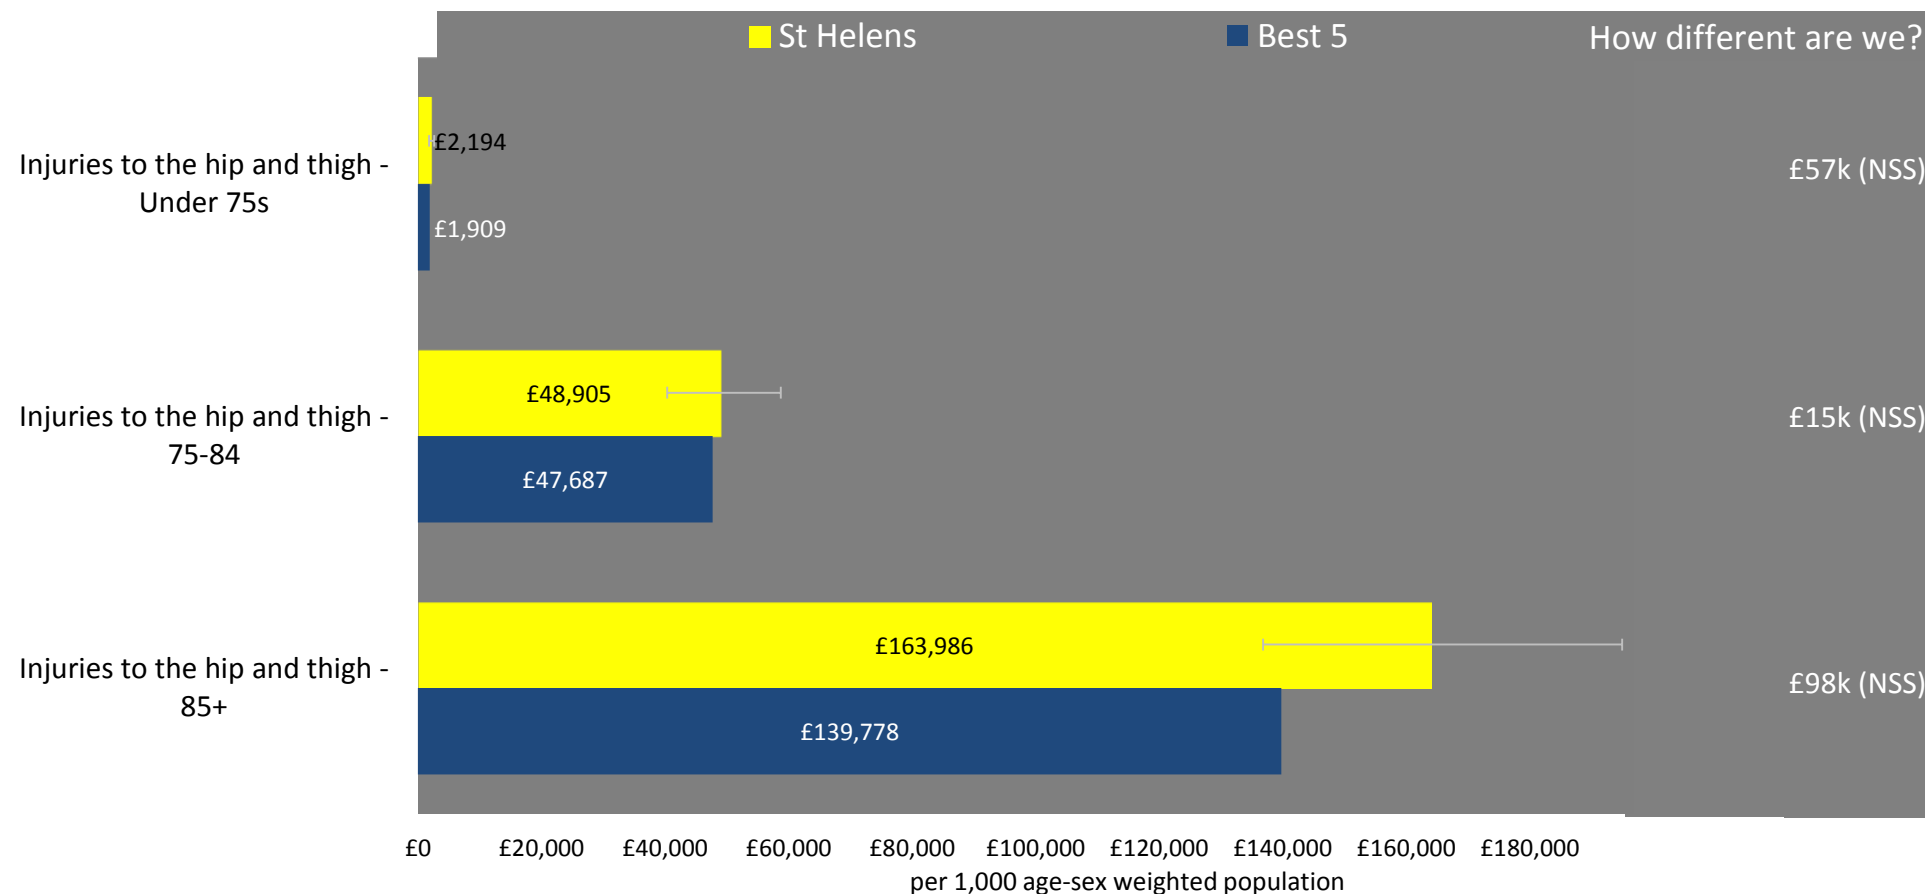 St Helens
Best 5
How different are we?
Injuries to the hip and thigh -
Under 75s
£2,194
£1,909
£57k (NSS)
Injuries to the hip and thigh -
75-84
£48,905
£47,687
£15k (NSS)
Injuries to the hip and thigh -
85+
£163,986
£139,778
£98k (NSS)
£0 £20,000 £40,000 £60,000 £80,000 £100,000 £120,000 £140,000 £160,000 £180,000
per 1,000 age-sex weighted population